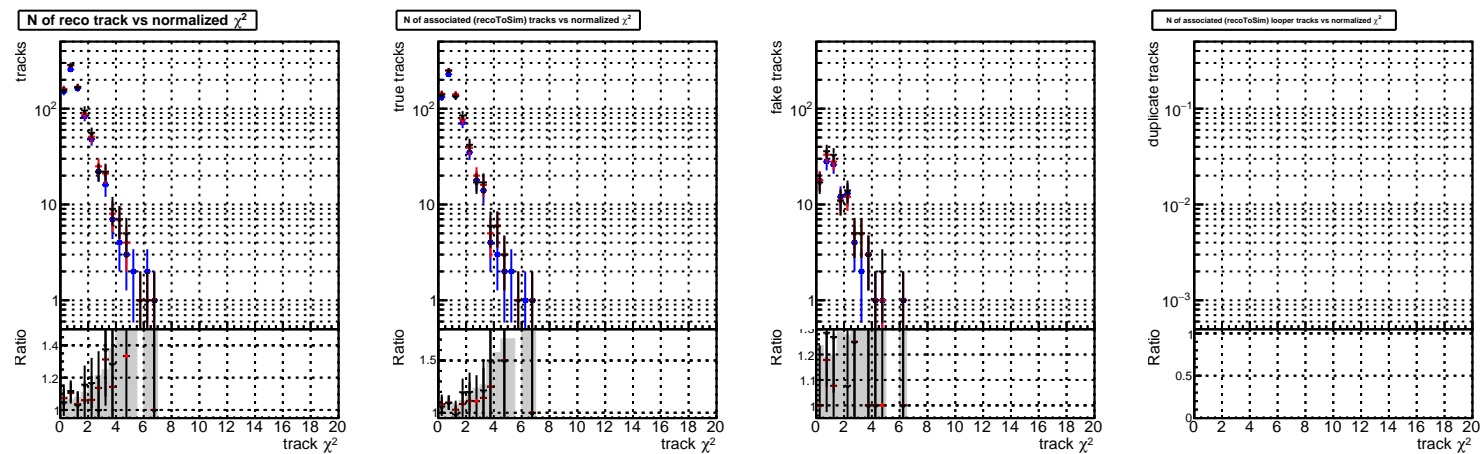 N of reco track vs normalized χ²
tracks
10²
10
1
Ratio
1.4
1.2
1
0 2 4 6 8 10 12 14 16 18 20
track χ²
N of associated (recoToSim) tracks vs normalized χ²
true tracks
10²
10
1
Ratio
1.5
1
0 2 4 6 8 10 12 14 16 18 20
track χ²
fake tracks
10²
10
1
Ratio
1.3
1.2
1.1
1
0 2 4 6 8 10 12 14 16 18 20
track χ²
N of associated (recoToSim) looper tracks vs normalized χ²
duplicate tracks
10⁻¹
10⁻²
10⁻³
Ratio
1
0.5
0
0 2 4 6 8 10 12 14 16 18 20
track χ²